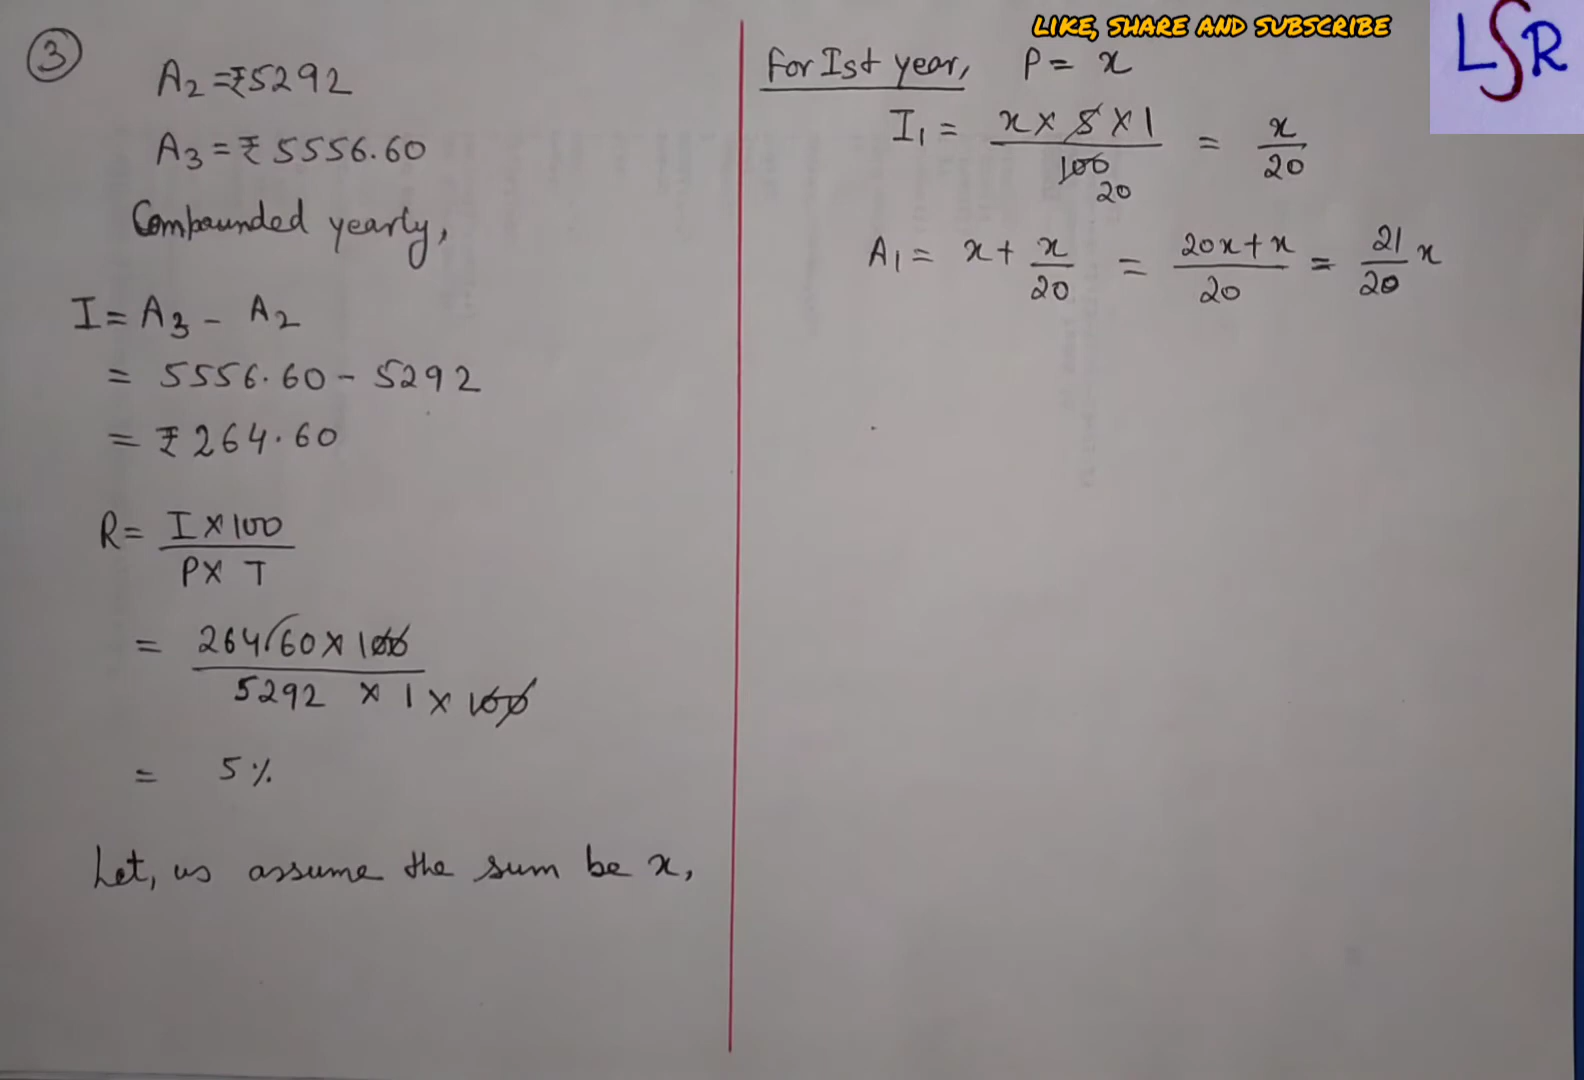 LIKE, SHARE AND SUBSCRIBE
LSR
3
A2 = ₹5292
A3 = ₹5556.60
Compounded yearly,
I = A3 - A2
= 5556.60 - 5292
= ₹264.60
R = I × 100
P × T
= 264.60 × 100
5292 × 1 × 100
= 5%
Let, us assume the sum be x,
For Ist year, P = x
I1 = x × 5 × 1 / 100 = x / 20
20
A1 = x + x / 20 = 20x + x / 20 = 21 / 20 x